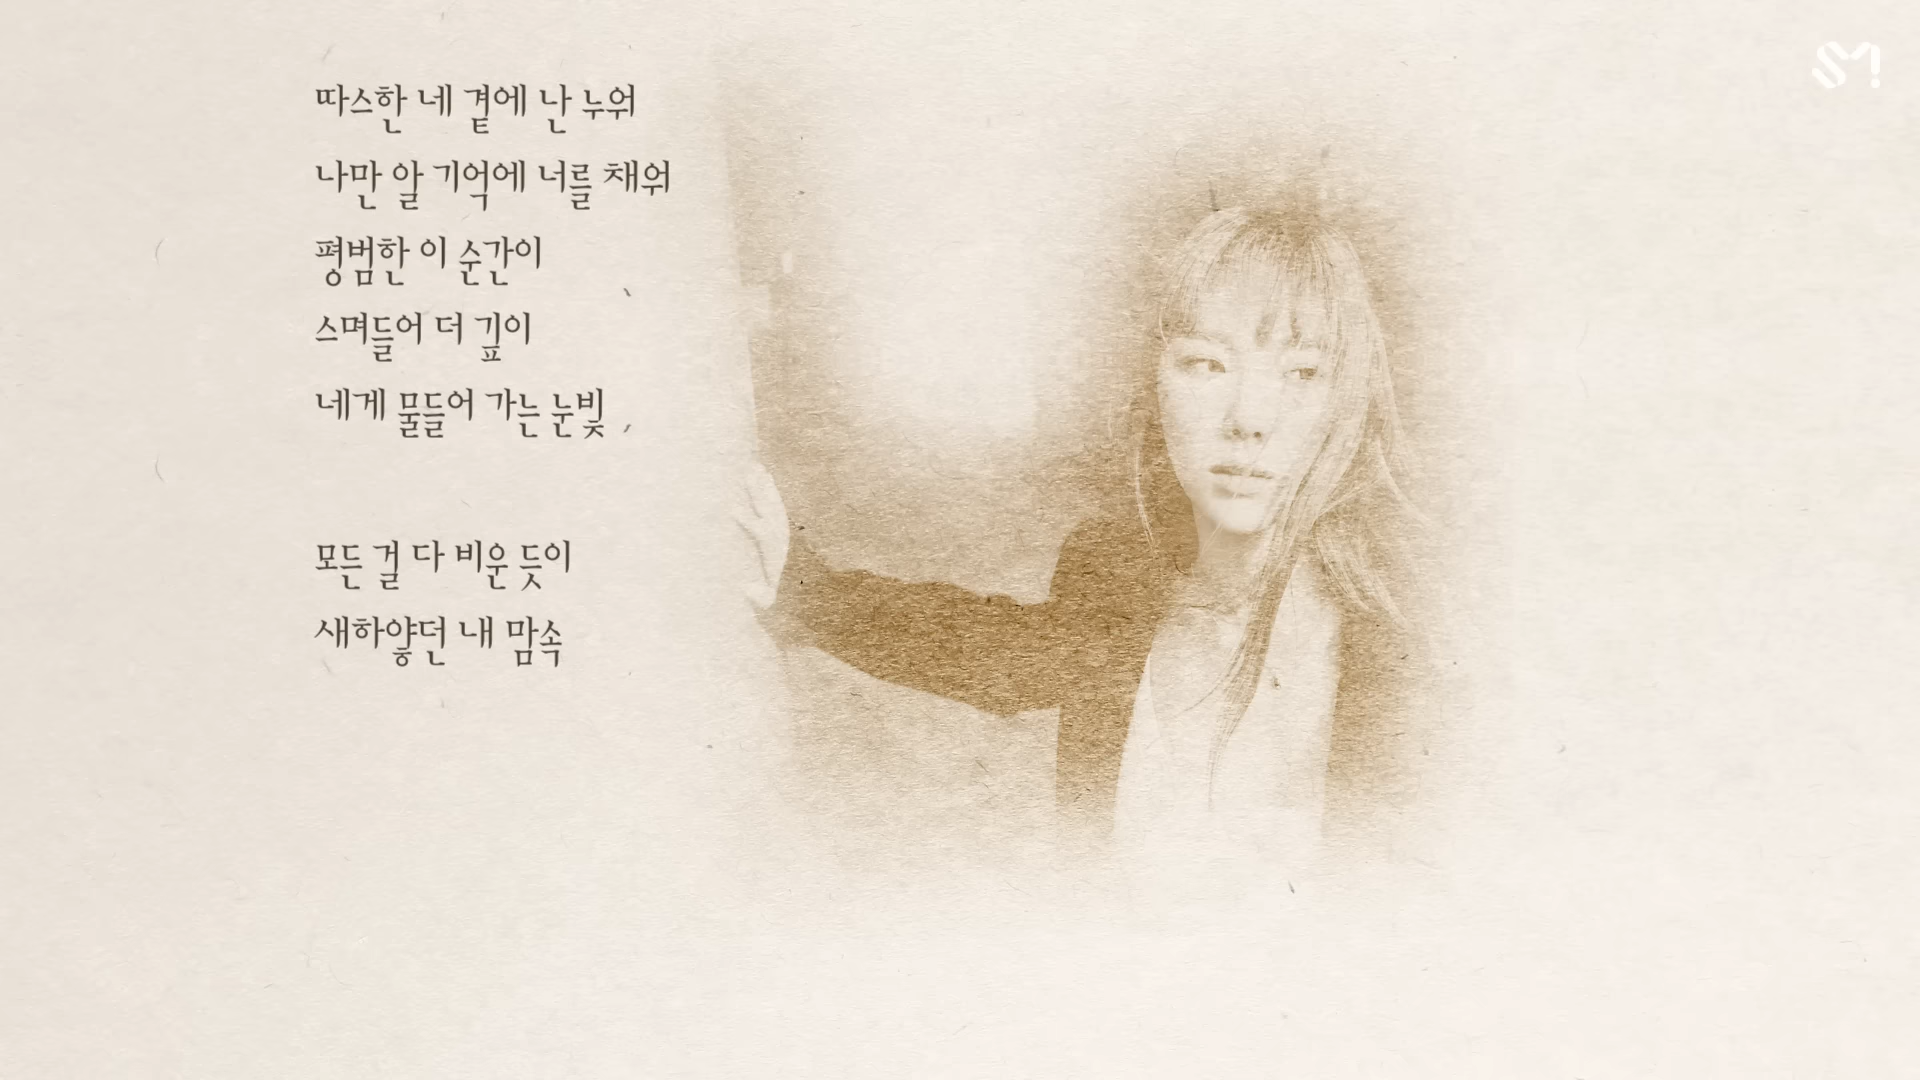 따스한 네 곁에 난 누워
나만 알 기억에 너를 채워
평범한 이 순간이
스며들어 더 깊이
네게 물들어 가는 눈빛
모든 걸 다 비운 듯이
새하얗던 내 맘속
SM